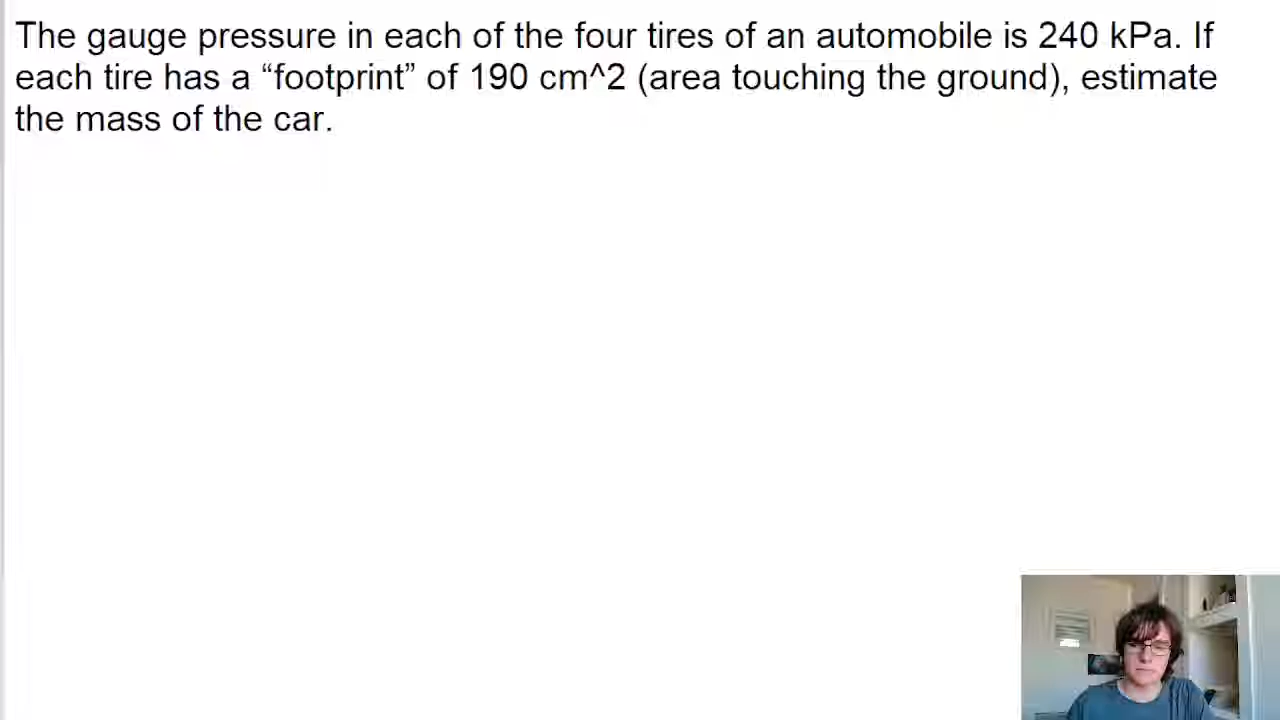 The gauge pressure in each of the four tires of an automobile is 240 kPa. If
each tire has a “footprint” of 190 cm^2 (area touching the ground), estimate
the mass of the car.